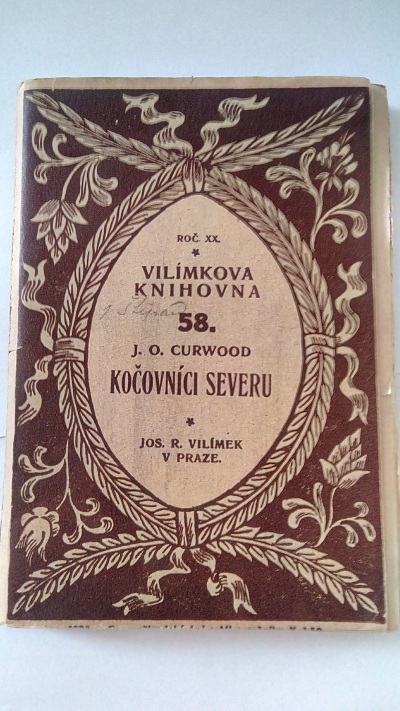 ROČ. XX.
VILÍMKOVA
KNIHOVNA
58.
J. O. CURWOOD
KOČOVNÍCI SEVERU
JOS. R. VILÍMEK
V PRAZE.